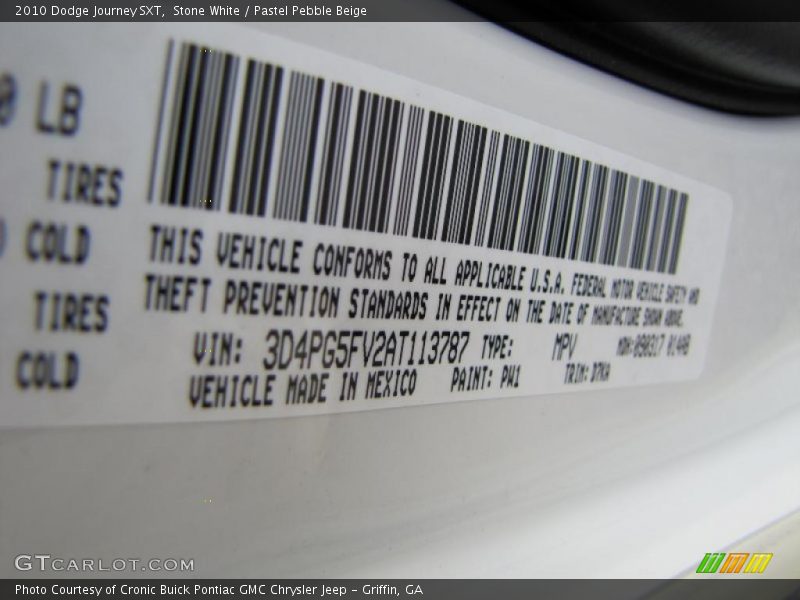 2010 Dodge Journey SXT, Stone White / Pastel Pebble Beige
LB
TIRES
COLD
TIRES
COLD
THIS VEHICLE CONFORMS TO ALL APPLICABLE U.S.A. FEDERAL MOTOR VEHICLE SAFETY AND
THEFT PREVENTION STANDARDS IN EFFECT ON THE DATE OF MANUFACTURE SHOWN ABOVE.
VIN: 3D4PG5FV2AT113787 TYPE: MPV
VEHICLE MADE IN MEXICO PAINT: PW1 TRIM:
GTCARLOT.COM
Photo Courtesy of Cronic Buick Pontiac GMC Chrysler Jeep - Griffin, GA